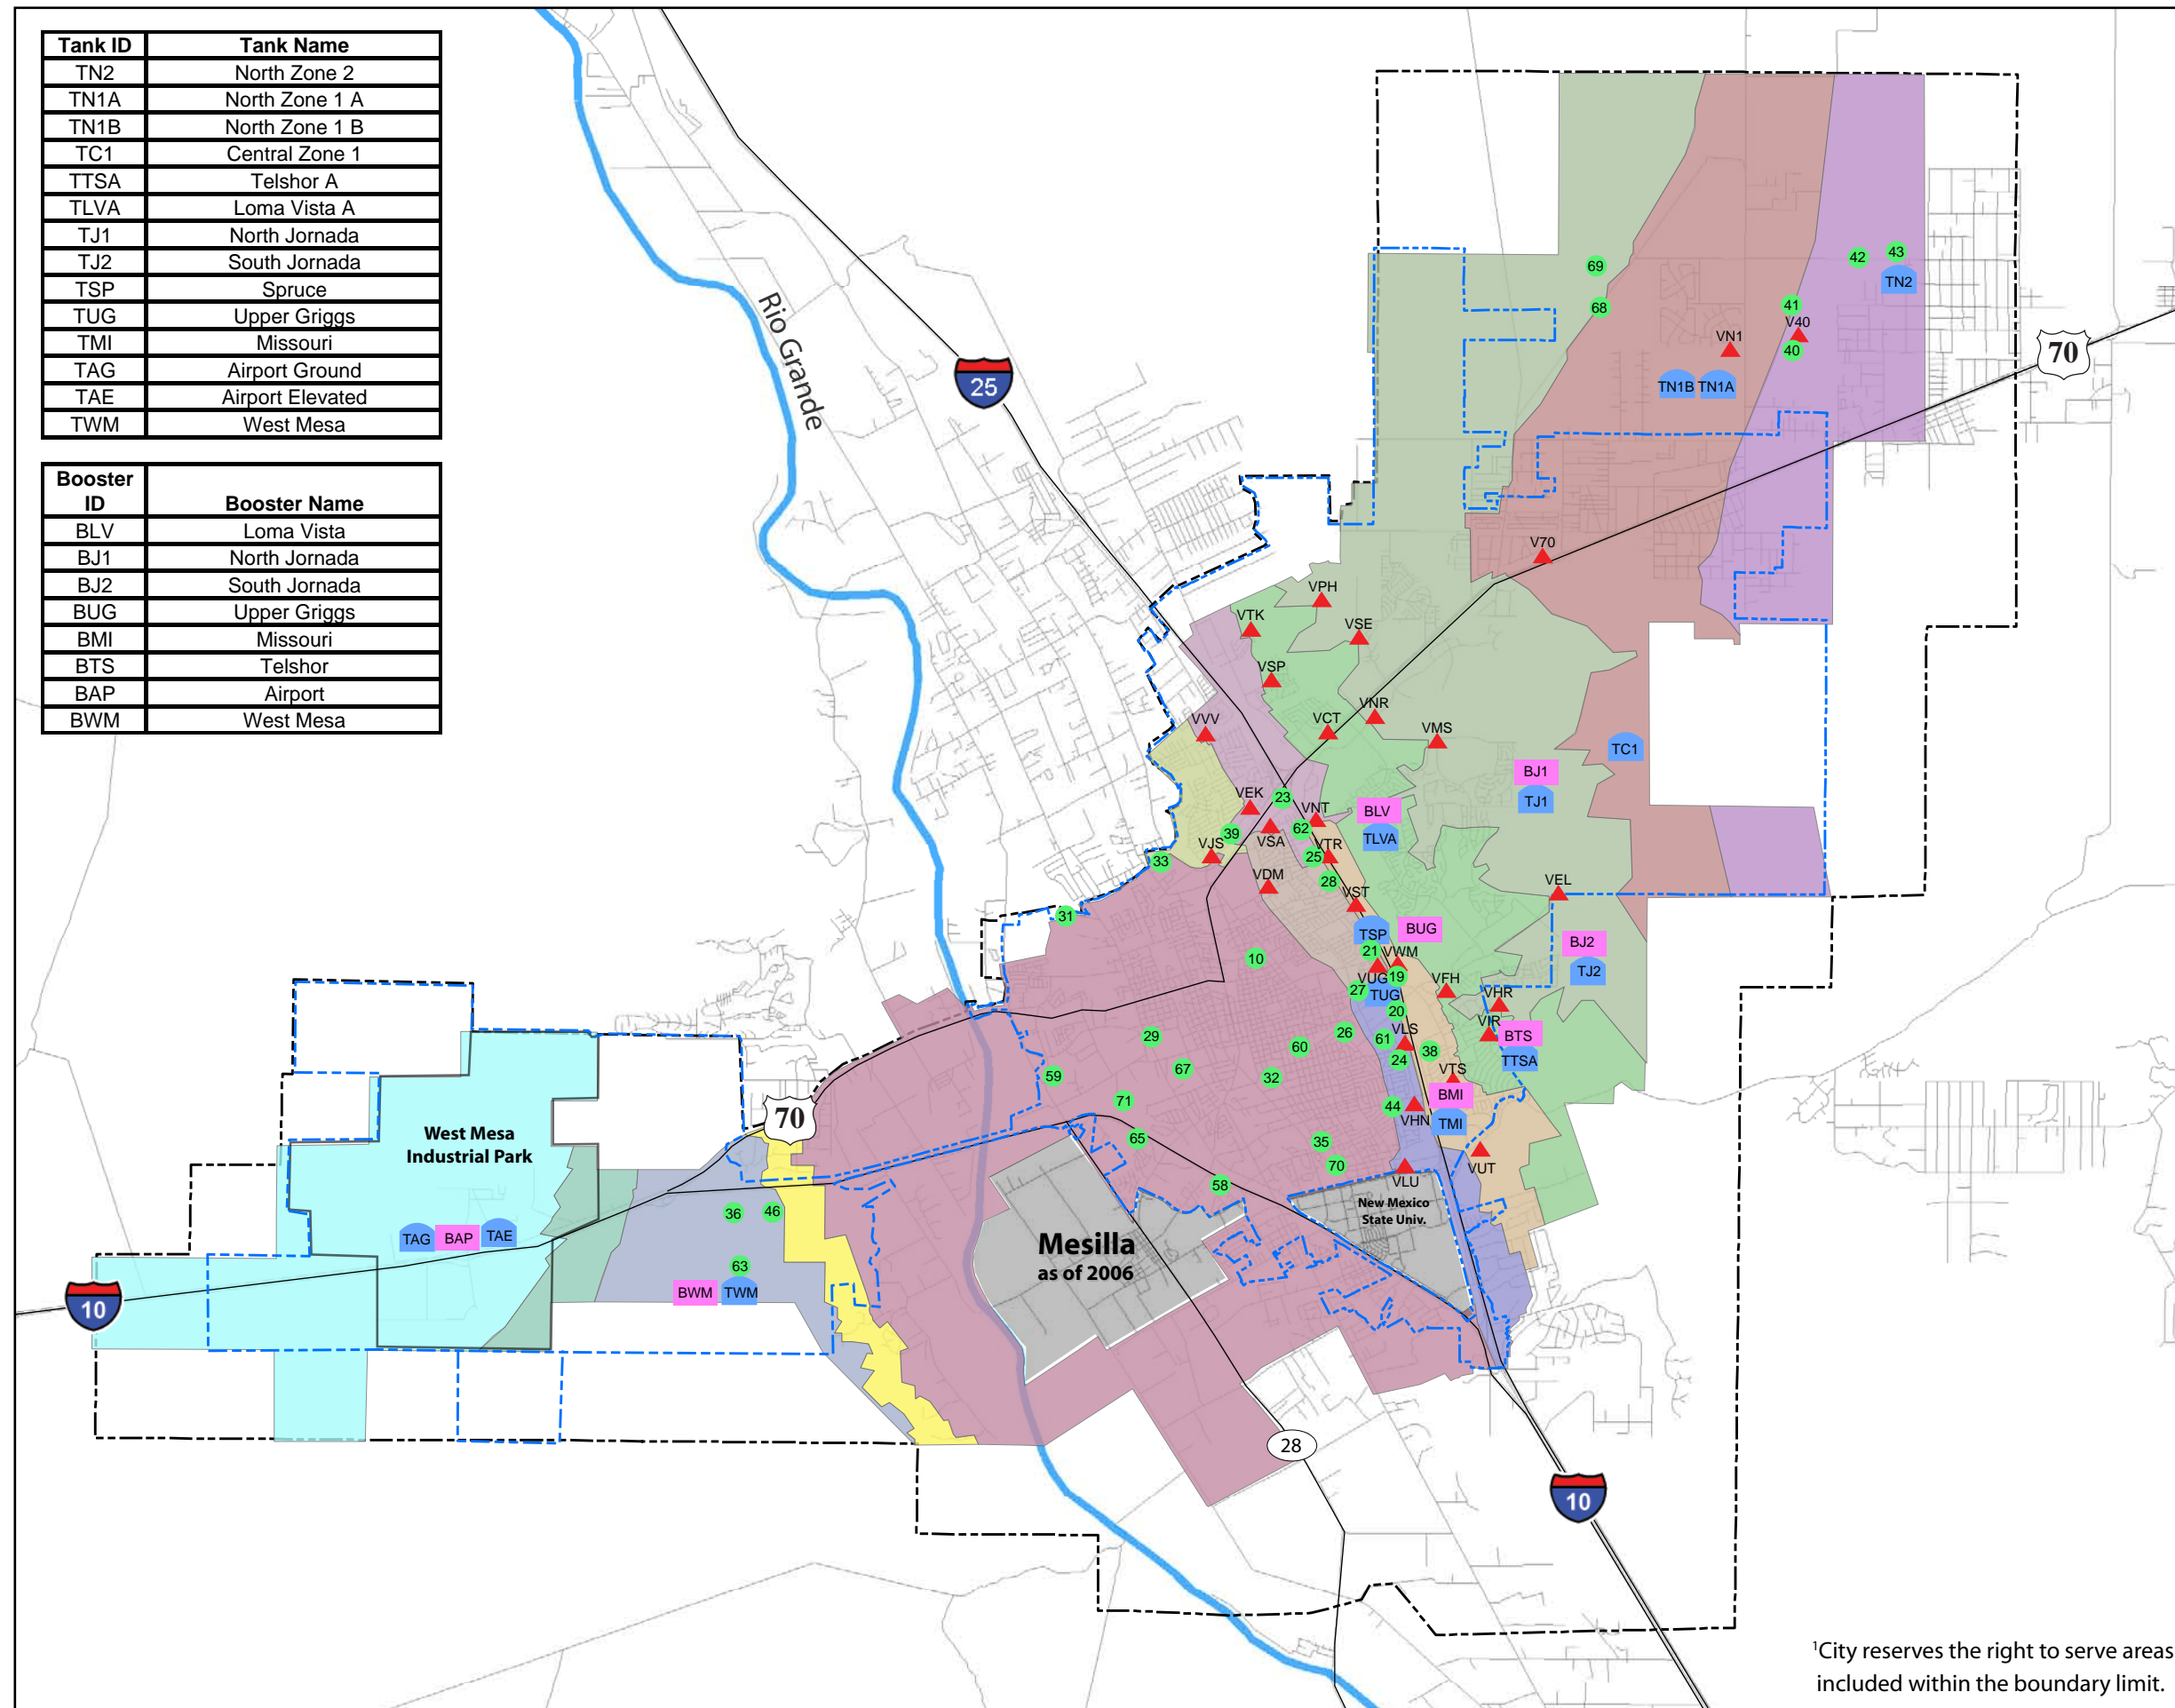 Tank ID Tank Name
TN2 North Zone 2
TN1A North Zone 1 A
TN1B North Zone 1 B
TC1 Central Zone 1
TTSA Telshor A
TLVA Loma Vista A
TJ1 North Jornada
TJ2 South Jornada
TSP Spruce
TUG Upper Griggs
TMI Missouri
TAG Airport Ground
TAE Airport Elevated
TWM West Mesa
Booster
ID Booster Name
BLV Loma Vista
BJ1 North Jornada
BJ2 South Jornada
BUG Upper Griggs
BMI Missouri
BTS Telshor
BAP Airport
BWM West Mesa
Rio Grande
25
69
68
42
43
TN2
41
V40
40
VN1
TN1B
TN1A
70
V70
VPH
VTK
VSE
VSP
VNR
VCT
VVV
VMS
TC1
BJ1
TJ1
VEK
23
VNT
BLV
39
VSA
62
TLVA
VJS
VTR
33
25
VDM
28
VEL
VST
31
TSP
BUG
BJ2
10
21
VWM
TJ2
VUG
19
VFH
27
TUG
VHR
20
VIR
BTS
29
26
VLS
61
60
38
TTSA
24
67
59
32
VTS
71
BMI
44
VHN
TMI
70
65
35
West Mesa
Industrial Park
70
VUT
58
VLU
New Mexico
State Univ.
36
46
TAG
BAP
TAE
Mesilla
as of 2006
63
BWM
TWM
10
28
10
¹City reserves the right to serve areas
included within the boundary limit.